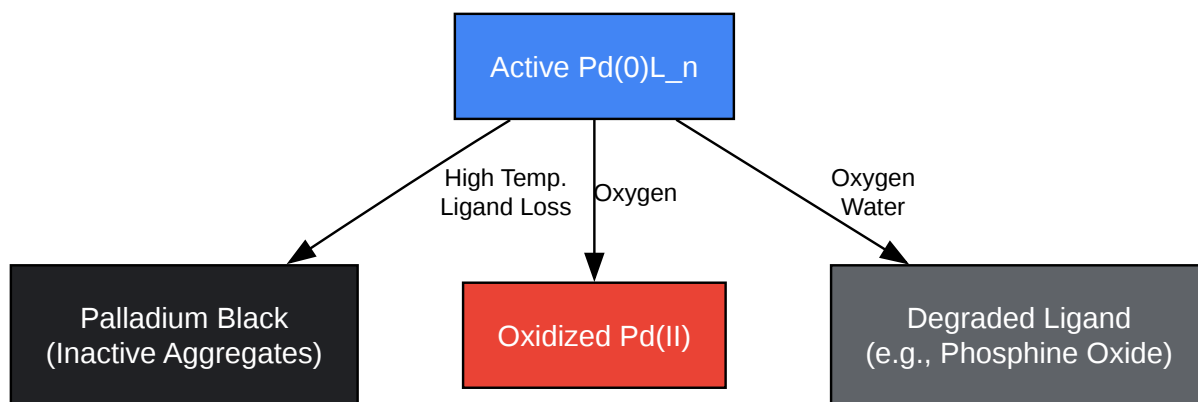 Active Pd(0)L_n
High Temp.
Ligand Loss
Oxygen
Oxygen
Water
Palladium Black
(Inactive Aggregates)
Oxidized Pd(II)
Degraded Ligand
(e.g., Phosphine Oxide)